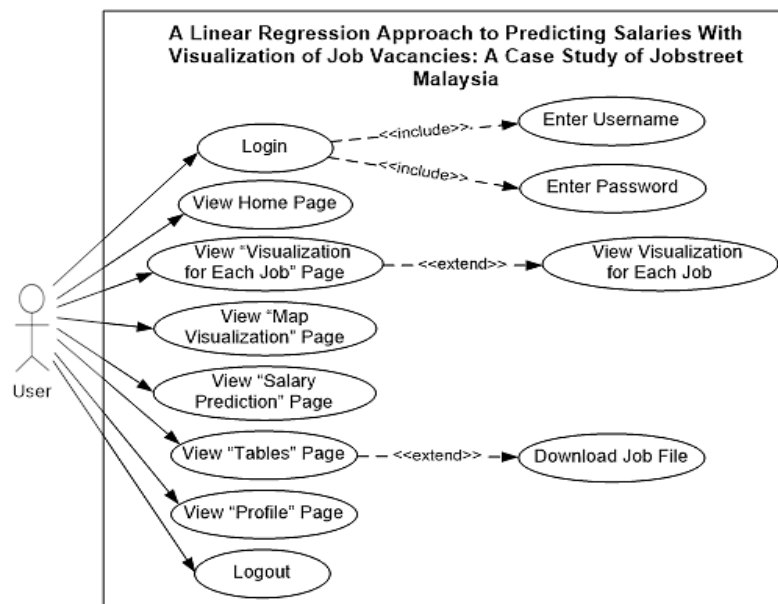 A Linear Regression Approach to Predicting Salaries With
Visualization of Job Vacancies: A Case Study of Jobstreet
Malaysia
Login
<<include>>
Enter Username
<<include>>
Enter Password
View Home Page
View “Visualization
for Each Job” Page
<<extend>>
View Visualization
for Each Job
View “Map
Visualization” Page
User
View “Salary
Prediction” Page
View “Tables” Page
<<extend>>
Download Job File
View “Profile” Page
Logout